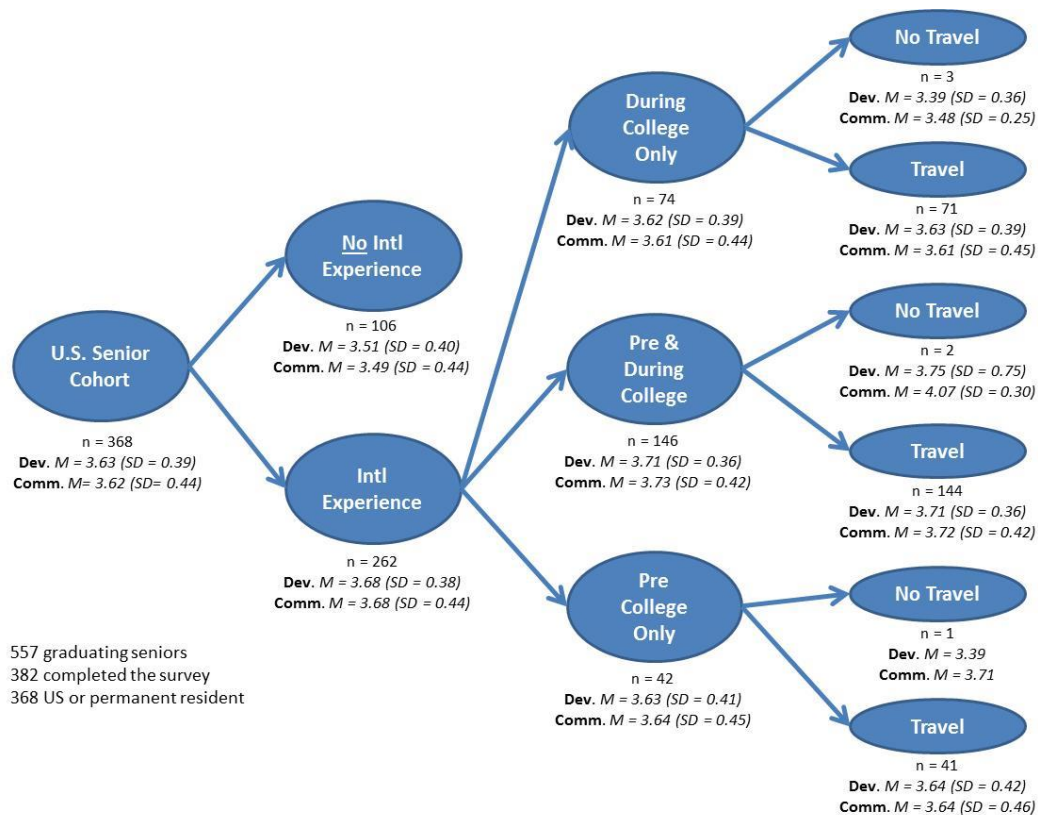 U.S. Senior
Cohort
n = 368
Dev. M = 3.63 (SD = 0.39)
Comm. M= 3.62 (SD= 0.44)
No Intl
Experience
n = 106
Dev. M = 3.51 (SD = 0.40)
Comm. M = 3.49 (SD = 0.44)
Intl
Experience
n = 262
Dev. M = 3.68 (SD = 0.38)
Comm. M = 3.68 (SD = 0.44)
During
College
Only
n = 74
Dev. M = 3.62 (SD = 0.39)
Comm. M = 3.61 (SD = 0.44)
No Travel
n = 3
Dev. M = 3.39 (SD = 0.36)
Comm. M = 3.48 (SD = 0.25)
Travel
n = 71
Dev. M = 3.63 (SD = 0.39)
Comm. M = 3.61 (SD = 0.45)
Pre &
During
College
n = 146
Dev. M = 3.71 (SD = 0.36)
Comm. M = 3.73 (SD = 0.42)
No Travel
n = 2
Dev. M = 3.75 (SD = 0.75)
Comm. M = 4.07 (SD = 0.30)
Travel
n = 144
Dev. M = 3.71 (SD = 0.36)
Comm. M = 3.72 (SD = 0.42)
Pre
College
Only
n = 42
Dev. M = 3.63 (SD = 0.41)
Comm. M = 3.64 (SD = 0.45)
No Travel
n = 1
Dev. M = 3.39
Comm. M = 3.71
Travel
n = 41
Dev. M = 3.64 (SD = 0.42)
Comm. M = 3.64 (SD = 0.46)
557 graduating seniors
382 completed the survey
368 US or permanent resident